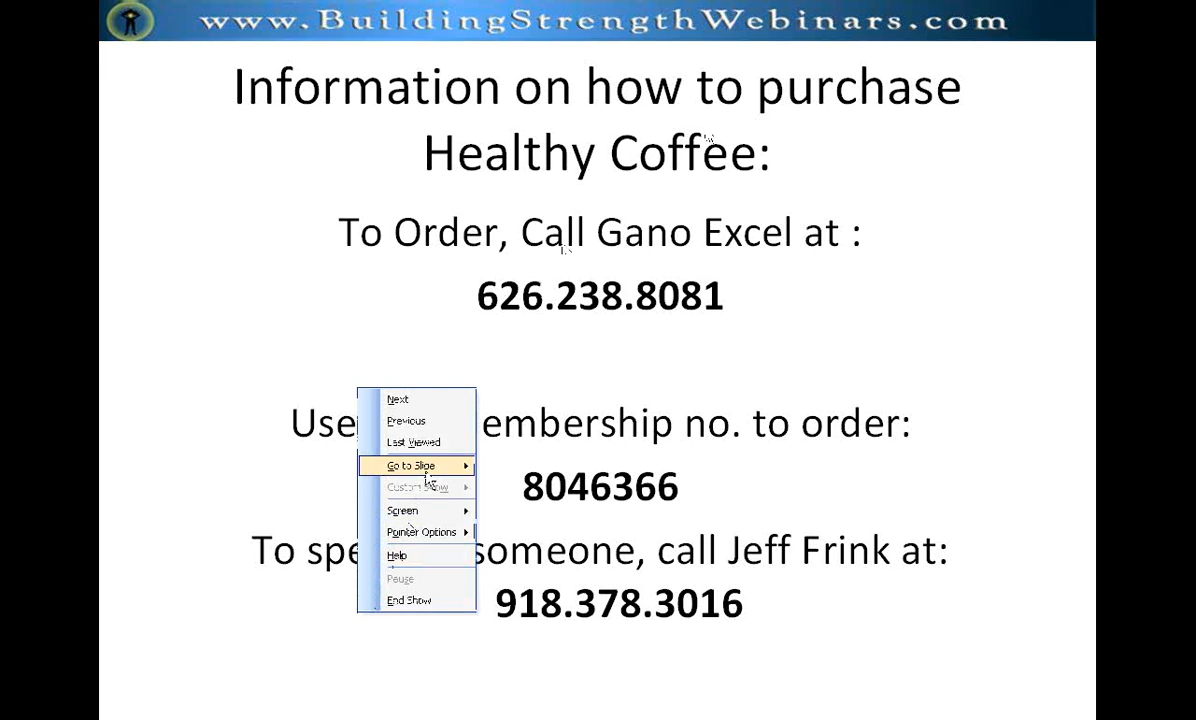 www.BuildingStrengthWebinars.com
Information on how to purchase
Healthy Coffee:
To Order, Call Gano Excel at :
626.238.8081
Use embership no. to order:
8046366
To spe someone, call Jeff Frink at:
918.378.3016
Next
Previous
Last Viewed
Go to Slide
Custom Show
Screen
Pointer Options
Help
Pause
End Show